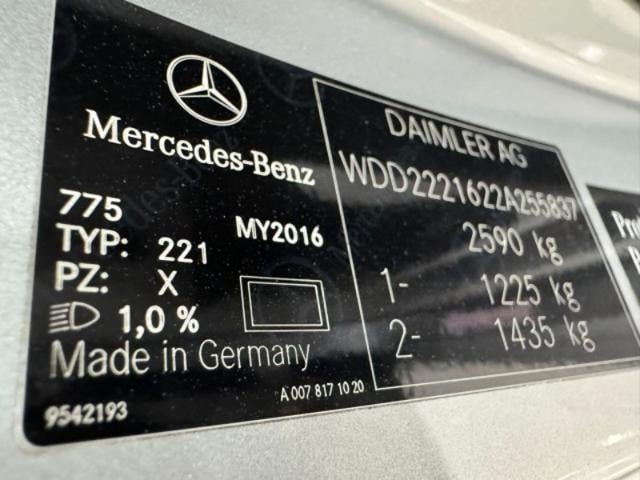 Mercedes-Benz
775
MY2016
TYP: 221
PZ: X
1,0 %
Made in Germany
9542193
A 007 817 10 20
DAIMLER AG
WDD2221622A255837
2590 kg
1- 1225 kg
2- 1435 kg